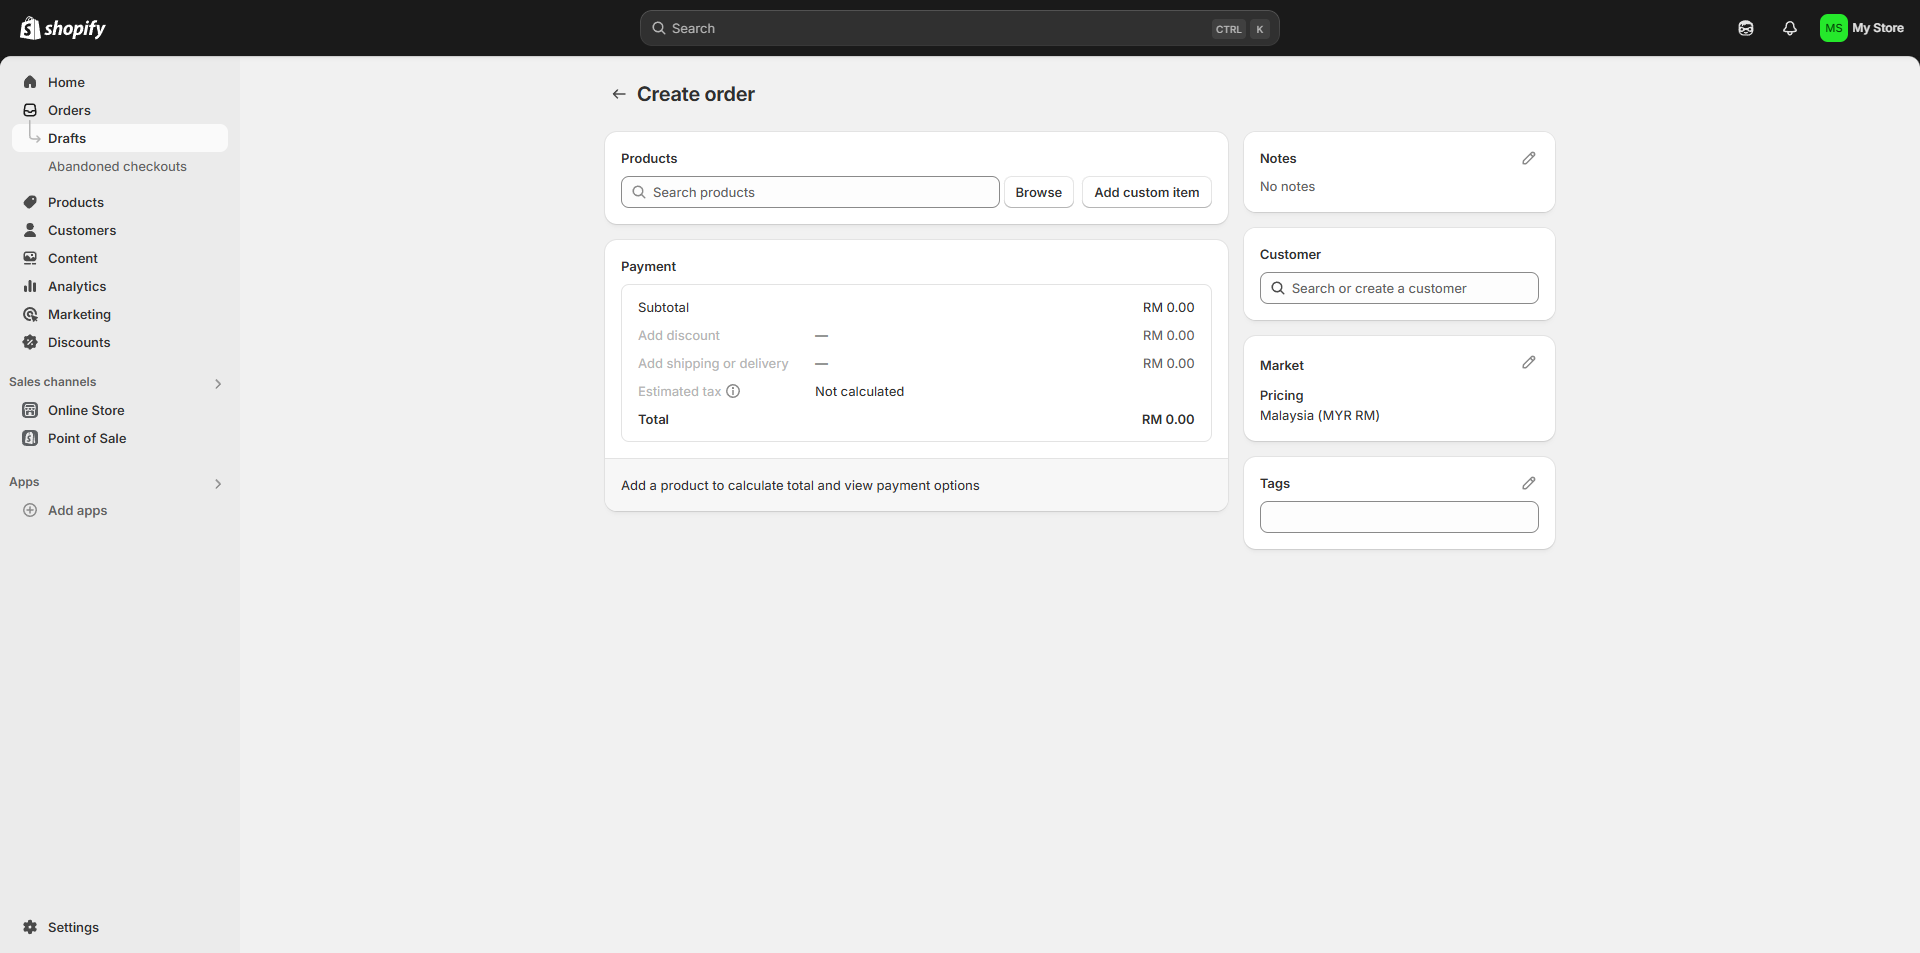 shopify
Search
CTRL K
MS My Store
Home
Orders
Drafts
Abandoned checkouts
Products
Customers
Content
Analytics
Marketing
Discounts
Sales channels
Online Store
Point of Sale
Apps
Add apps
Settings
Create order
Products
Search products
Browse
Add custom item
Payment
Subtotal RM 0.00
Add discount — RM 0.00
Add shipping or delivery — RM 0.00
Estimated tax Not calculated
Total RM 0.00
Add a product to calculate total and view payment options
Notes
No notes
Customer
Search or create a customer
Market
Pricing
Malaysia (MYR RM)
Tags